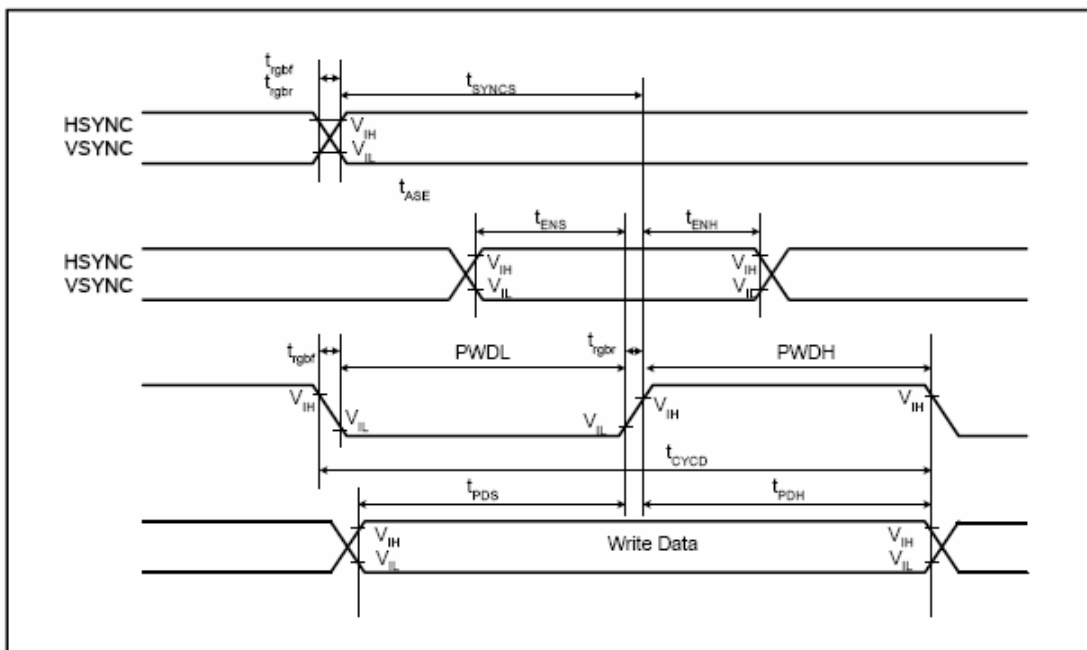 t_rgbf
t_rgbr
t_SYNCS
HSYNC
VSYNC
V_IH
V_IL
t_ASE
t_ENS
t_ENH
HSYNC
VSYNC
V_IH
V_IL
V_IH
V_IL
t_rgbf
PWDL
t_rgbr
PWDH
V_IH
V_IL
V_IL
V_IH
V_IH
t_CYCD
t_PDS
t_PDH
V_IH
V_IL
Write Data
V_IH
V_IL